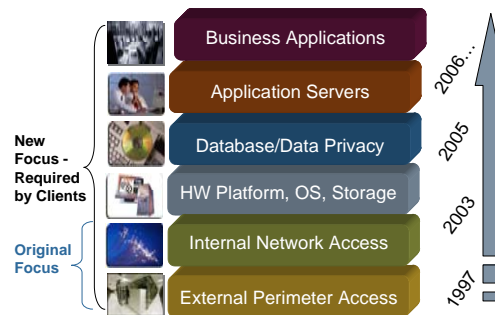 Business Applications
Application Servers
Database/Data Privacy
HW Platform, OS, Storage
Internal Network Access
External Perimeter Access
New
Focus -
Required
by Clients
Original
Focus
2006...
2005
2003
1997